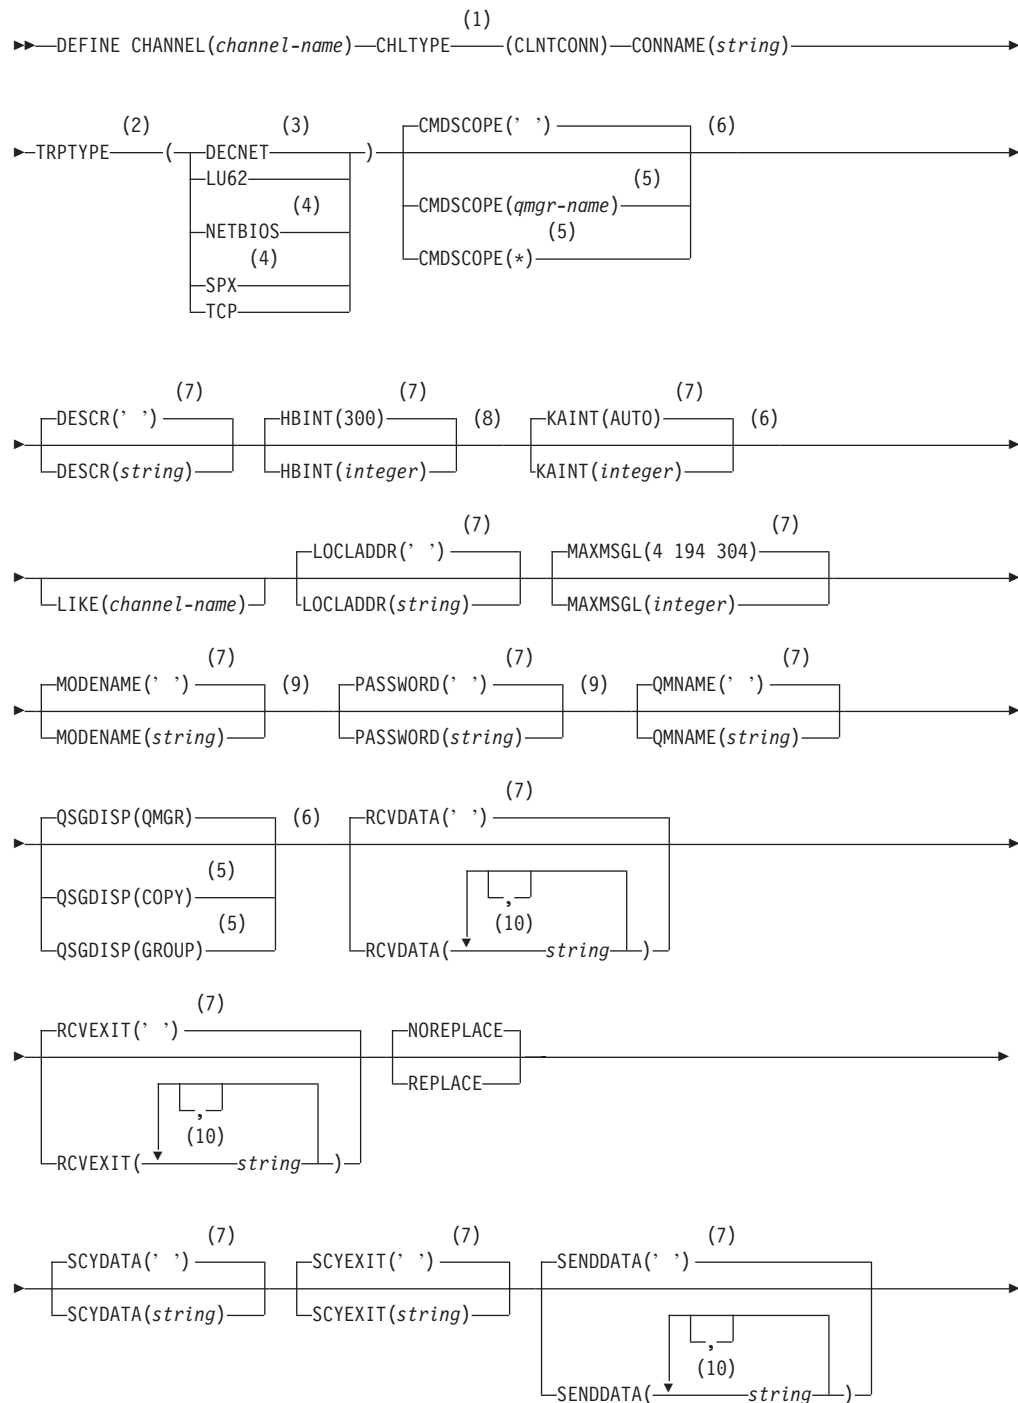 (1)
DEFINE CHANNEL(channel-name) CHLTYPE (CLNTCONN) CONNAME(string)
(2) (3) CMDSCOPE(’ ’) (6)
TRPTYPE ( DECNET )
LU62 (5)
(4) CMDSCOPE(qmgr-name)
NETBIOS (5)
(4) CMDSCOPE(*)
SPX
TCP
(7) (7) (7)
DESCR(’ ’) HBINT(300) (8) KAINT(AUTO) (6)
DESCR(string) HBINT(integer) KAINT(integer)
(7) (7)
LOCLADDR(’ ’) MAXMSGL(4 194 304)
LIKE(channel-name) LOCLADDR(string) MAXMSGL(integer)
(7) (7) (7)
MODENAME(’ ’) (9) PASSWORD(’ ’) (9) QMNAME(’ ’)
MODENAME(string) PASSWORD(string) QMNAME(string)
(7)
QSGDISP(QMGR) (6) RCVDATA(’ ’)
(5)
QSGDISP(COPY) ,
(5) (10)
QSGDISP(GROUP) RCVDATA( string )
(7)
RCVEXIT(’ ’) NOREPLACE
REPLACE
,
(10)
RCVEXIT( string )
(7) (7) (7)
SCYDATA(’ ’) SCYEXIT(’ ’) SENDDATA(’ ’)
SCYDATA(string) SCYEXIT(string)
,
(10)
SENDDATA( string )